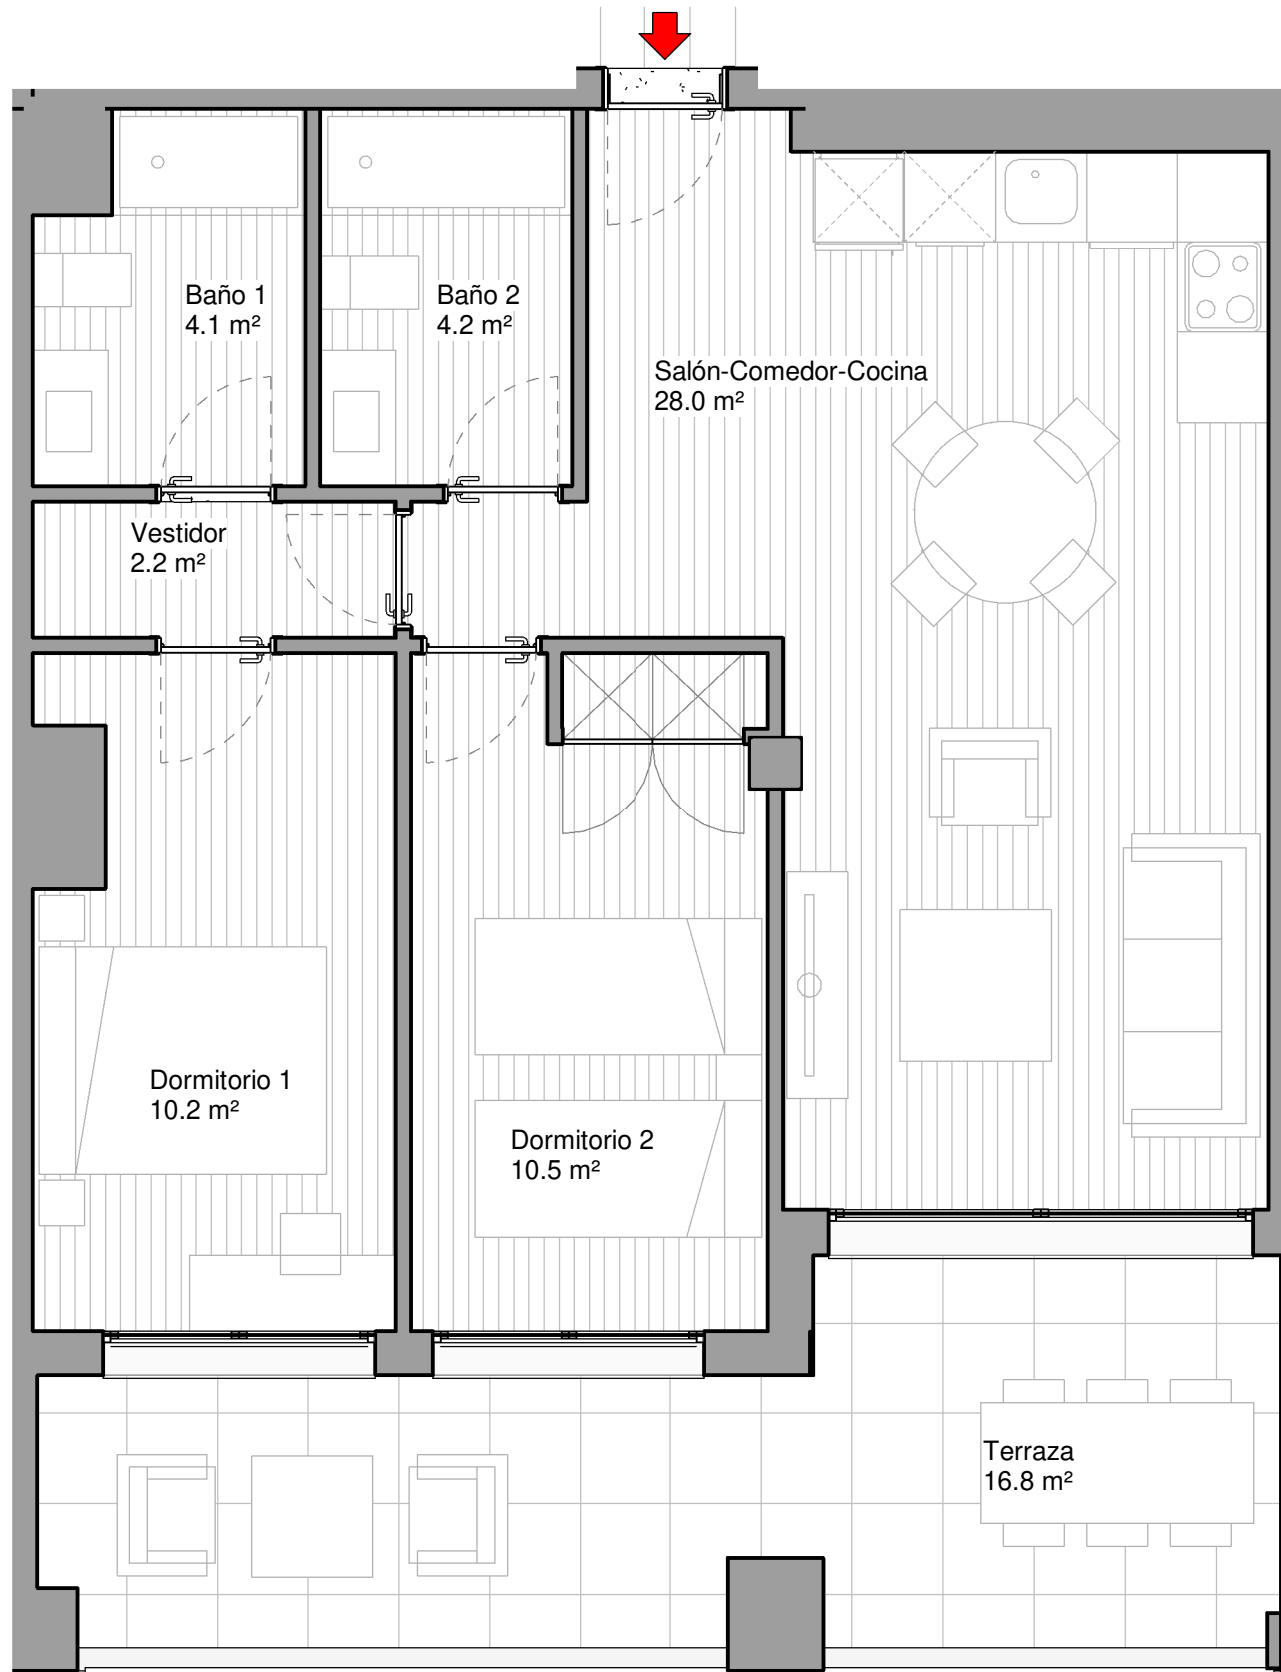 Baño 1
4.1 m²
Baño 2
4.2 m²
Salón-Comedor-Cocina
28.0 m²
Vestidor
2.2 m²
Dormitorio 1
10.2 m²
Dormitorio 2
10.5 m²
Terraza
16.8 m²